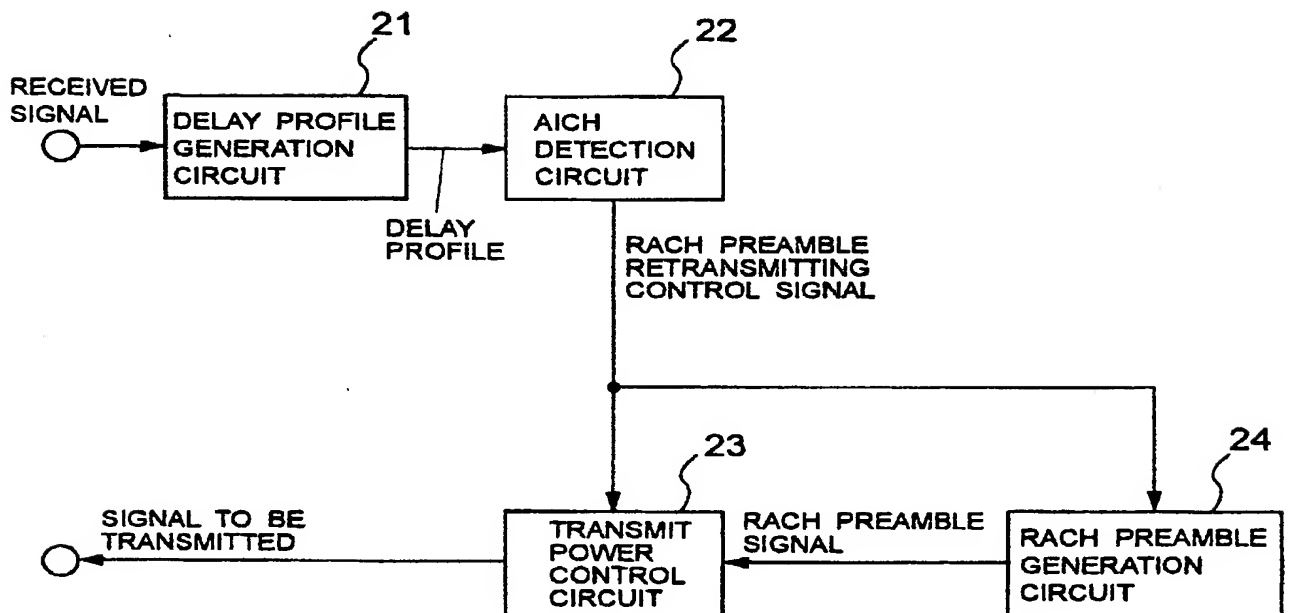 21
22
RECEIVED
SIGNAL
DELAY PROFILE
GENERATION
CIRCUIT
AICH
DETECTION
CIRCUIT
DELAY
PROFILE
RACH PREAMBLE
RETRANSMITTING
CONTROL SIGNAL
23
24
SIGNAL TO BE
TRANSMITTED
TRANSMIT
POWER
CONTROL
CIRCUIT
RACH PREAMBLE
SIGNAL
RACH PREAMBLE
GENERATION
CIRCUIT